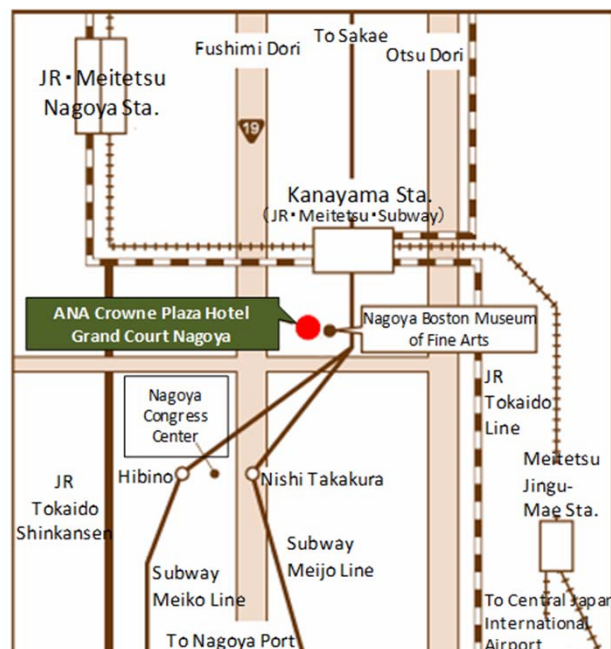 To Sakae
Fushimi Dori
Otsu Dori
JR・Meitetsu
Nagoya Sta.
19
Kanayama Sta.
(JR・Meitetsu・Subway)
ANA Crowne Plaza Hotel
Grand Court Nagoya
Nagoya Boston Museum
of Fine Arts
Nagoya
Congress
Center
JR
Tokaido
Line
Hibino
Nishi Takakura
Meitetsu
Jingu-
Mae Sta.
JR
Tokaido
Shinkansen
Subway
Meijo Line
Subway
Meiko Line
To Central Japan
International
Airport
To Nagoya Port